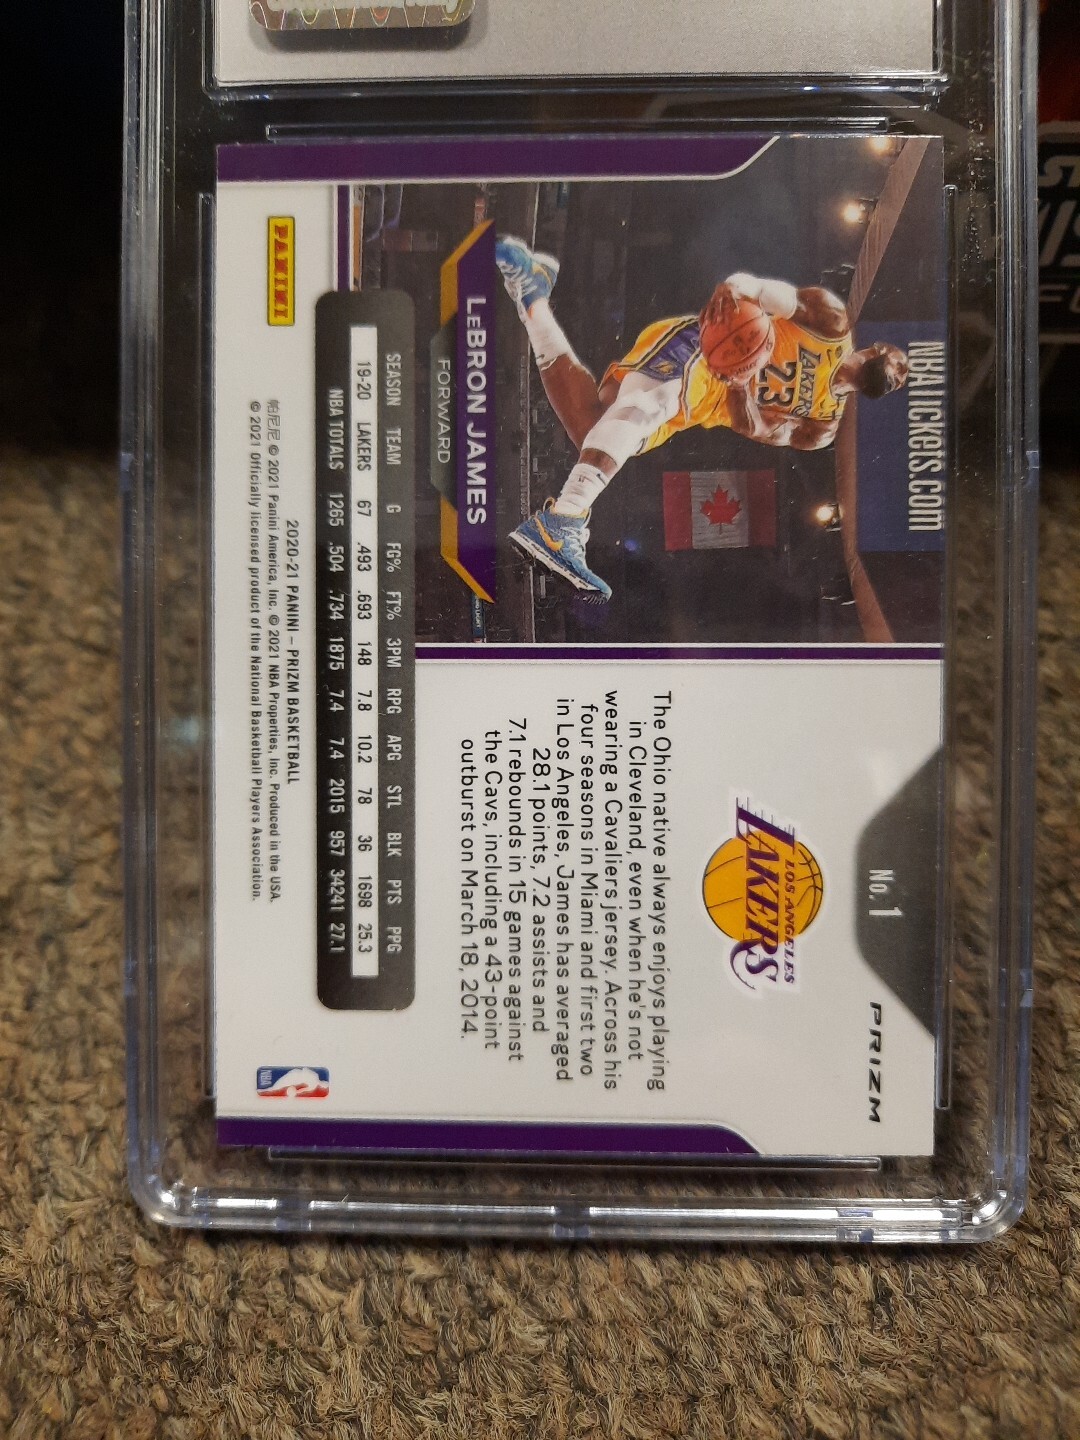 NBATickets.com
LAKERS
23
LEBRON JAMES
FORWARD
No. 1
PRIZM
LOS ANGELES
LAKERS
The Ohio native always enjoys playing
in Cleveland, even when he's not
wearing a Cavaliers jersey. Across his
four seasons in Miami and first two
in Los Angeles, James has averaged
28.1 points, 7.2 assists and
7.1 rebounds in 15 games against
the Cavs, including a 43-point
outburst on March 18, 2014.
SEASON TEAM G FG% FT% 3PM RPG APG STL BLK PTS PPG
19-20 LAKERS 67 .493 .693 148 7.8 10.2 78 36 1698 25.3
NBA TOTALS 1265 .504 .734 1875 7.4 7.4 2015 957 34241 27.1
PANINI
2020-21 PANINI – PRIZM BASKETBALL
帕尼尼 © 2021 Panini America, Inc. © 2021 NBA Properties, Inc. Produced in the USA.
© 2021 Officially licensed product of the National Basketball Players Association.
NBA